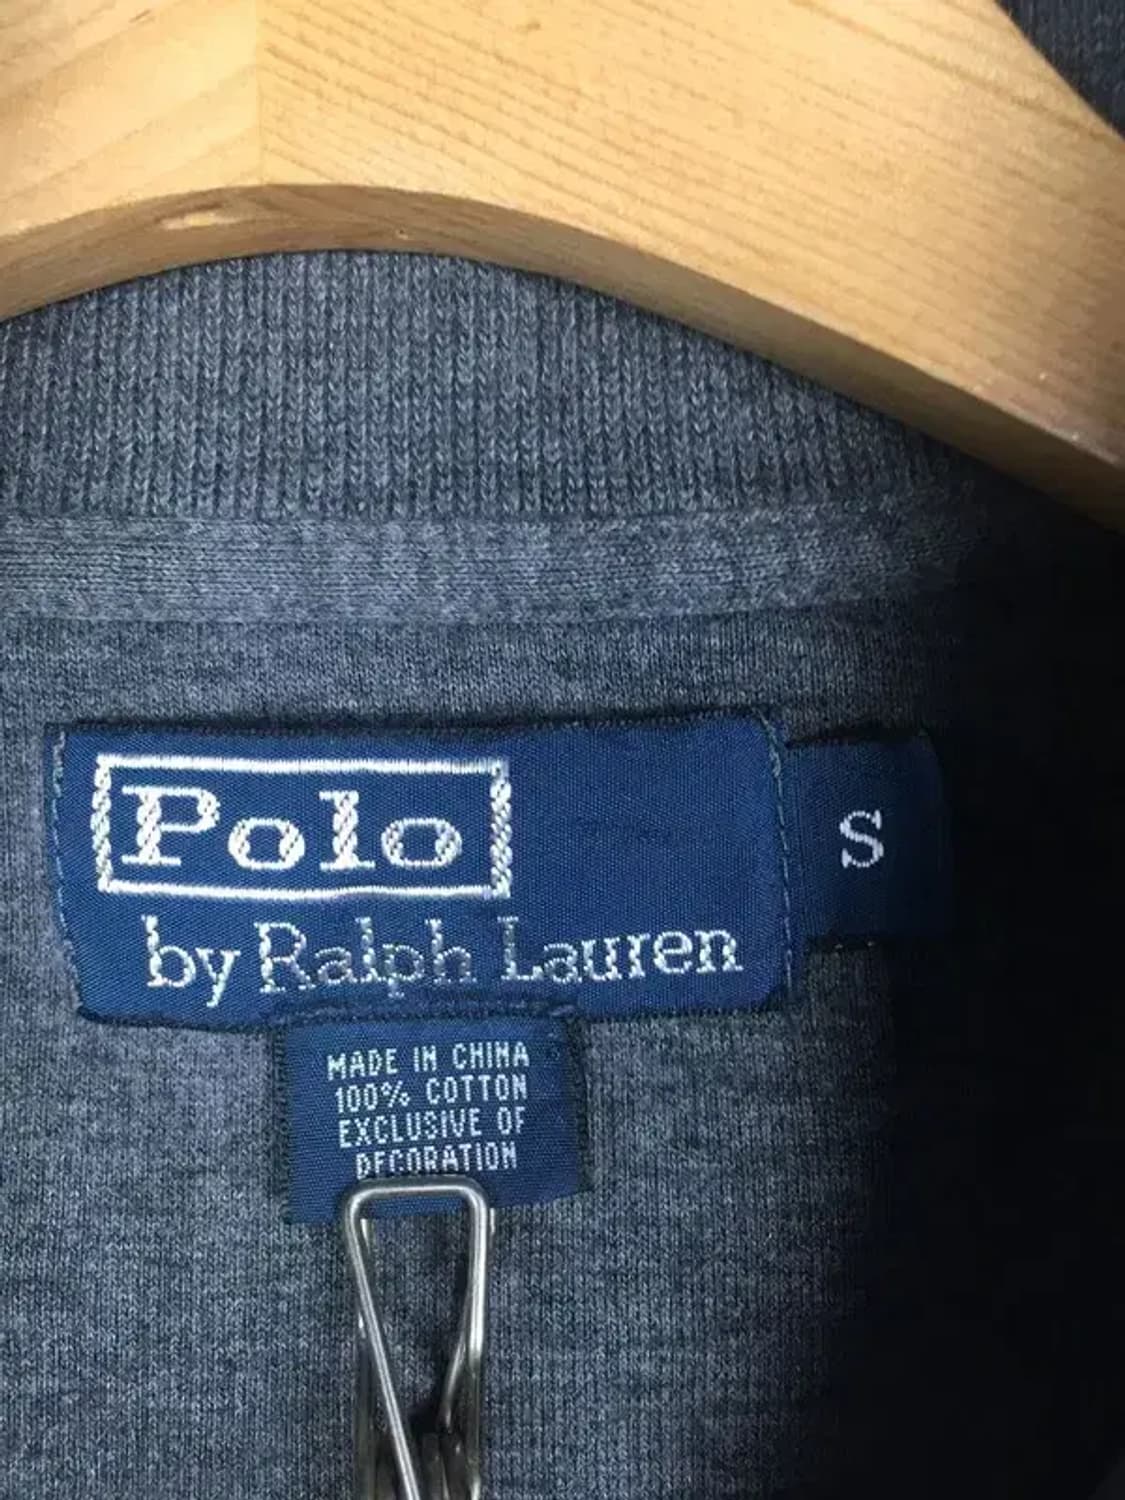 Polo
by Ralph Lauren
S
MADE IN CHINA
100% COTTON
EXCLUSIVE OF
DECORATION